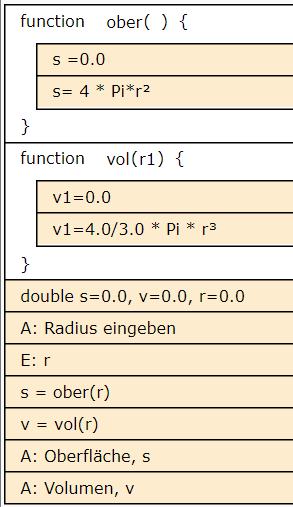 function ober( ) {
s =0.0
s= 4 * Pi*r²
}
function vol(r1) {
v1=0.0
v1=4.0/3.0 * Pi * r³
}
double s=0.0, v=0.0, r=0.0
A: Radius eingeben
E: r
s = ober(r)
v = vol(r)
A: Oberfläche, s
A: Volumen, v